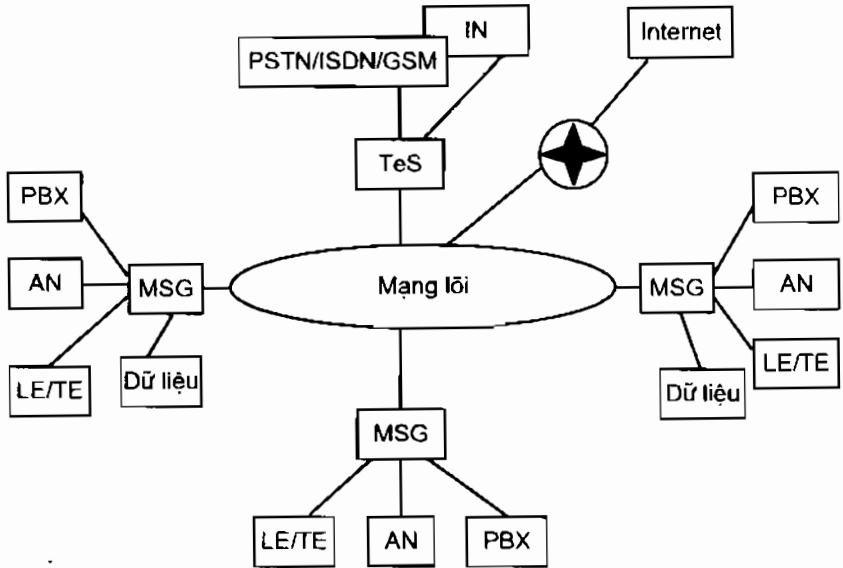 IN
PSTN/ISDN/GSM
Internet
TeS
PBX
PBX
AN
MSG
Mạng lõi
MSG
AN
LE/TE
Dữ liệu
Dữ liệu
LE/TE
MSG
LE/TE
AN
PBX